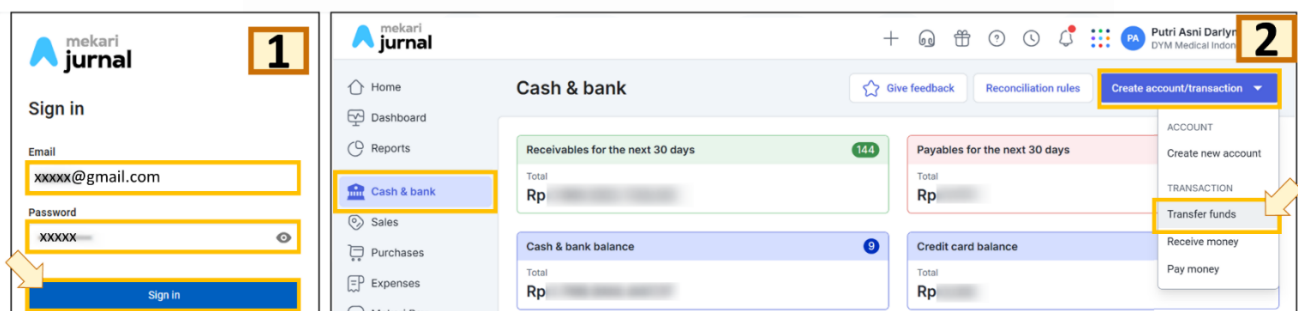 mekari
jurnal
1
Sign in
Email
xxxxx@gmail.com
Password
xxxxx
Sign in
mekari
jurnal
PA
Putri Asni Darlyn
DYM Medical Indon
2
Home
Dashboard
Reports
Cash & bank
Sales
Purchases
Expenses
Cash & bank
Give feedback
Reconciliation rules
Create account/transaction
ACCOUNT
Create new account
TRANSACTION
Transfer funds
Receive money
Pay money
Receivables for the next 30 days
144
Total
Rp
Payables for the next 30 days
Total
Rp
Cash & bank balance
9
Total
Rp
Credit card balance
Total
Rp